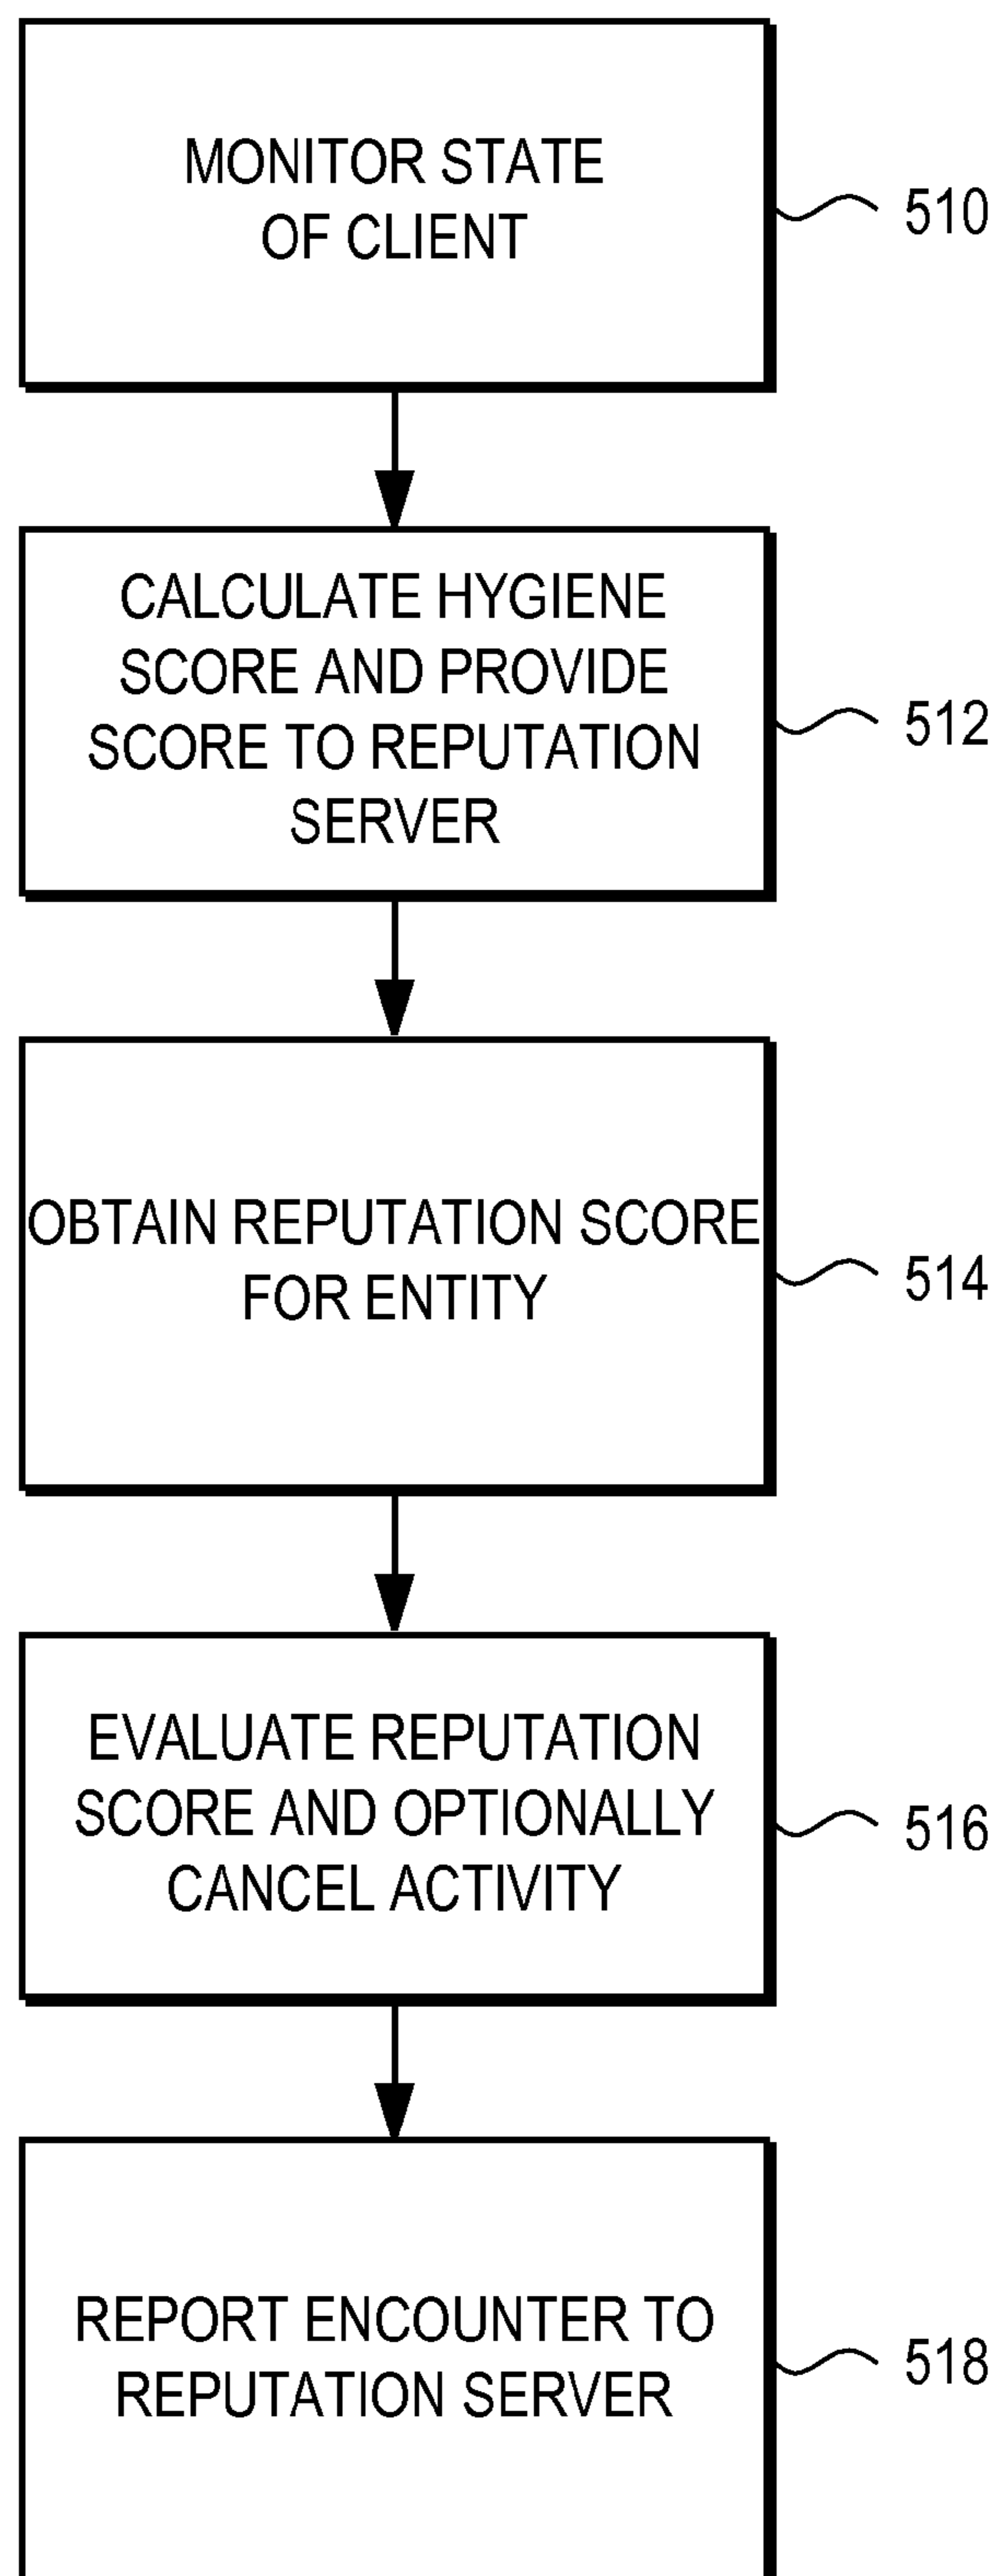 MONITOR STATE
OF CLIENT
510
CALCULATE HYGIENE
SCORE AND PROVIDE
SCORE TO REPUTATION
SERVER
512
OBTAIN REPUTATION SCORE
FOR ENTITY
514
EVALUATE REPUTATION
SCORE AND OPTIONALLY
CANCEL ACTIVITY
516
REPORT ENCOUNTER TO
REPUTATION SERVER
518